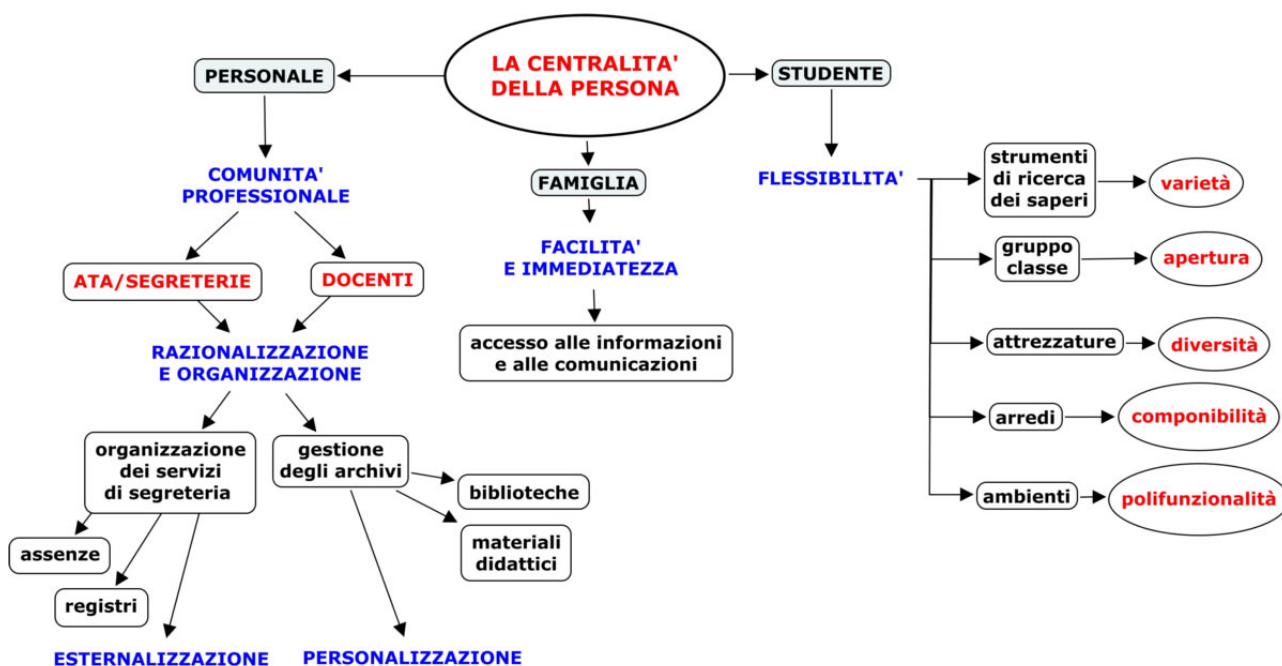 LA CENTRALITA'
DELLA PERSONA
PERSONALE
COMUNITA'
PROFESSIONALE
ATA/SEGRETERIE
DOCENTI
RAZIONALIZZAZIONE
E ORGANIZZAZIONE
organizzazione
dei servizi
di segreteria
assenze
registri
ESTERNALIZZAZIONE
gestione
degli archivi
biblioteche
materiali
didattici
PERSONALIZZAZIONE
FAMIGLIA
FACILITA'
E IMMEDIATEZZA
accesso alle informazioni
e alle comunicazioni
STUDENTE
FLESSIBILITA'
strumenti
di ricerca
dei saperi
varietà
gruppo
classe
apertura
attrezzature
diversità
arredi
componibilità
ambienti
polifunzionalità